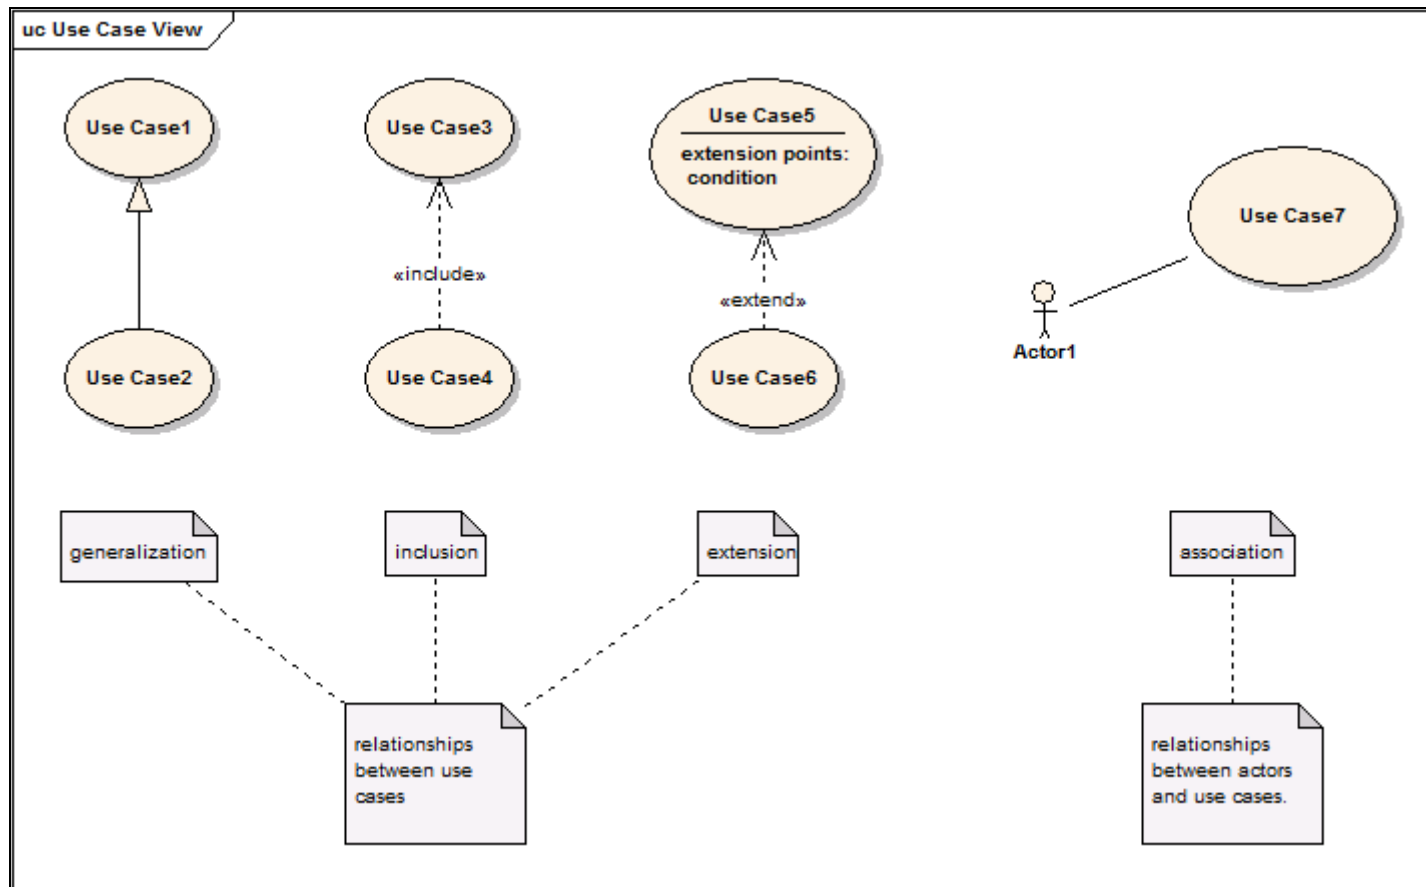 uc Use Case View
Use Case1
Use Case3
Use Case5
extension points:
condition
Use Case7
«include»
«extend»
Actor1
Use Case2
Use Case4
Use Case6
generalization
inclusion
extension
association
relationships
between use
cases
relationships
between actors
and use cases.